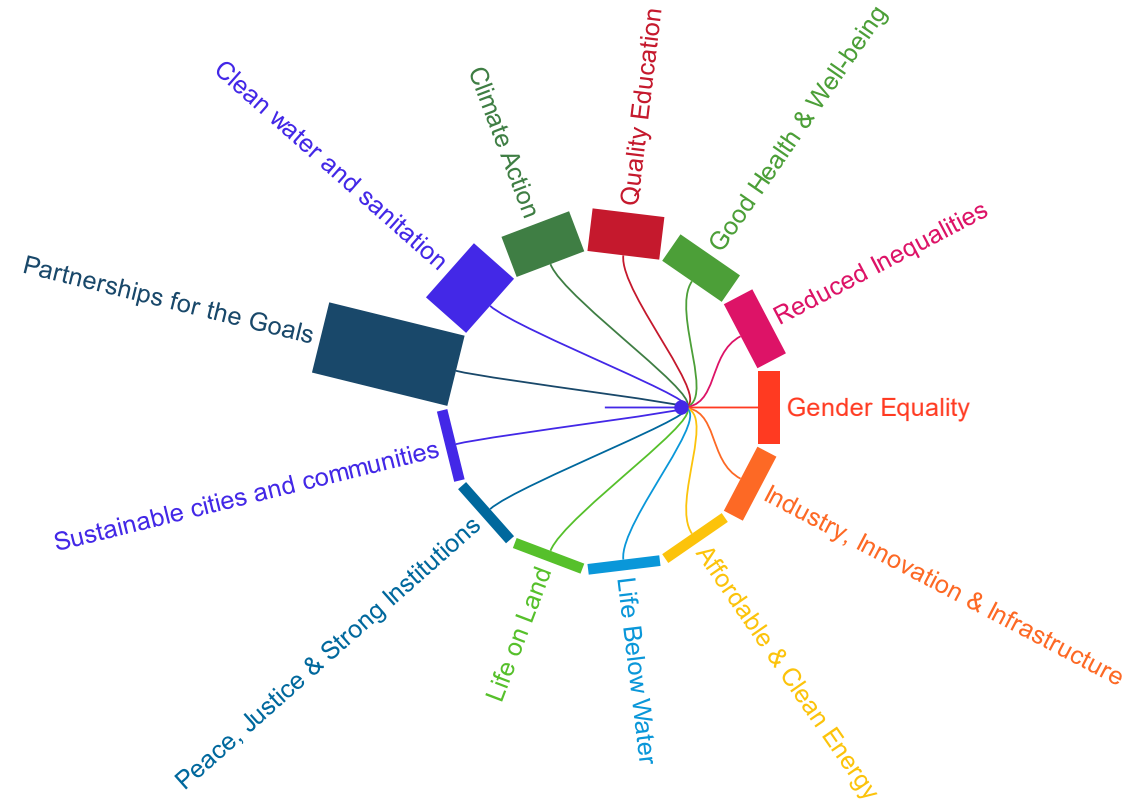 Clean water and sanitation
Climate Action
Quality Education
Good Health & Well-being
Reduced Inequalities
Partnerships for the Goals
Gender Equality
Sustainable cities and communities
Industry, Innovation & Infrastructure
Peace, Justice & Strong Institutions
Life on Land
Life Below Water
Affordable & Clean Energy